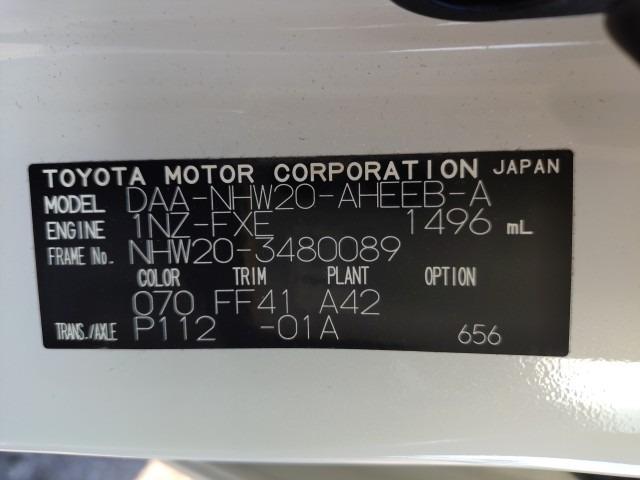 TOYOTA MOTOR CORPORATION JAPAN
MODEL DAA-NHW20-AHEEB-A
ENGINE 1NZ-FXE 1496 mL
FRAME No. NHW20-3480089
COLOR TRIM PLANT OPTION
070 FF41 A42
TRANS./AXLE P112 -01A 656